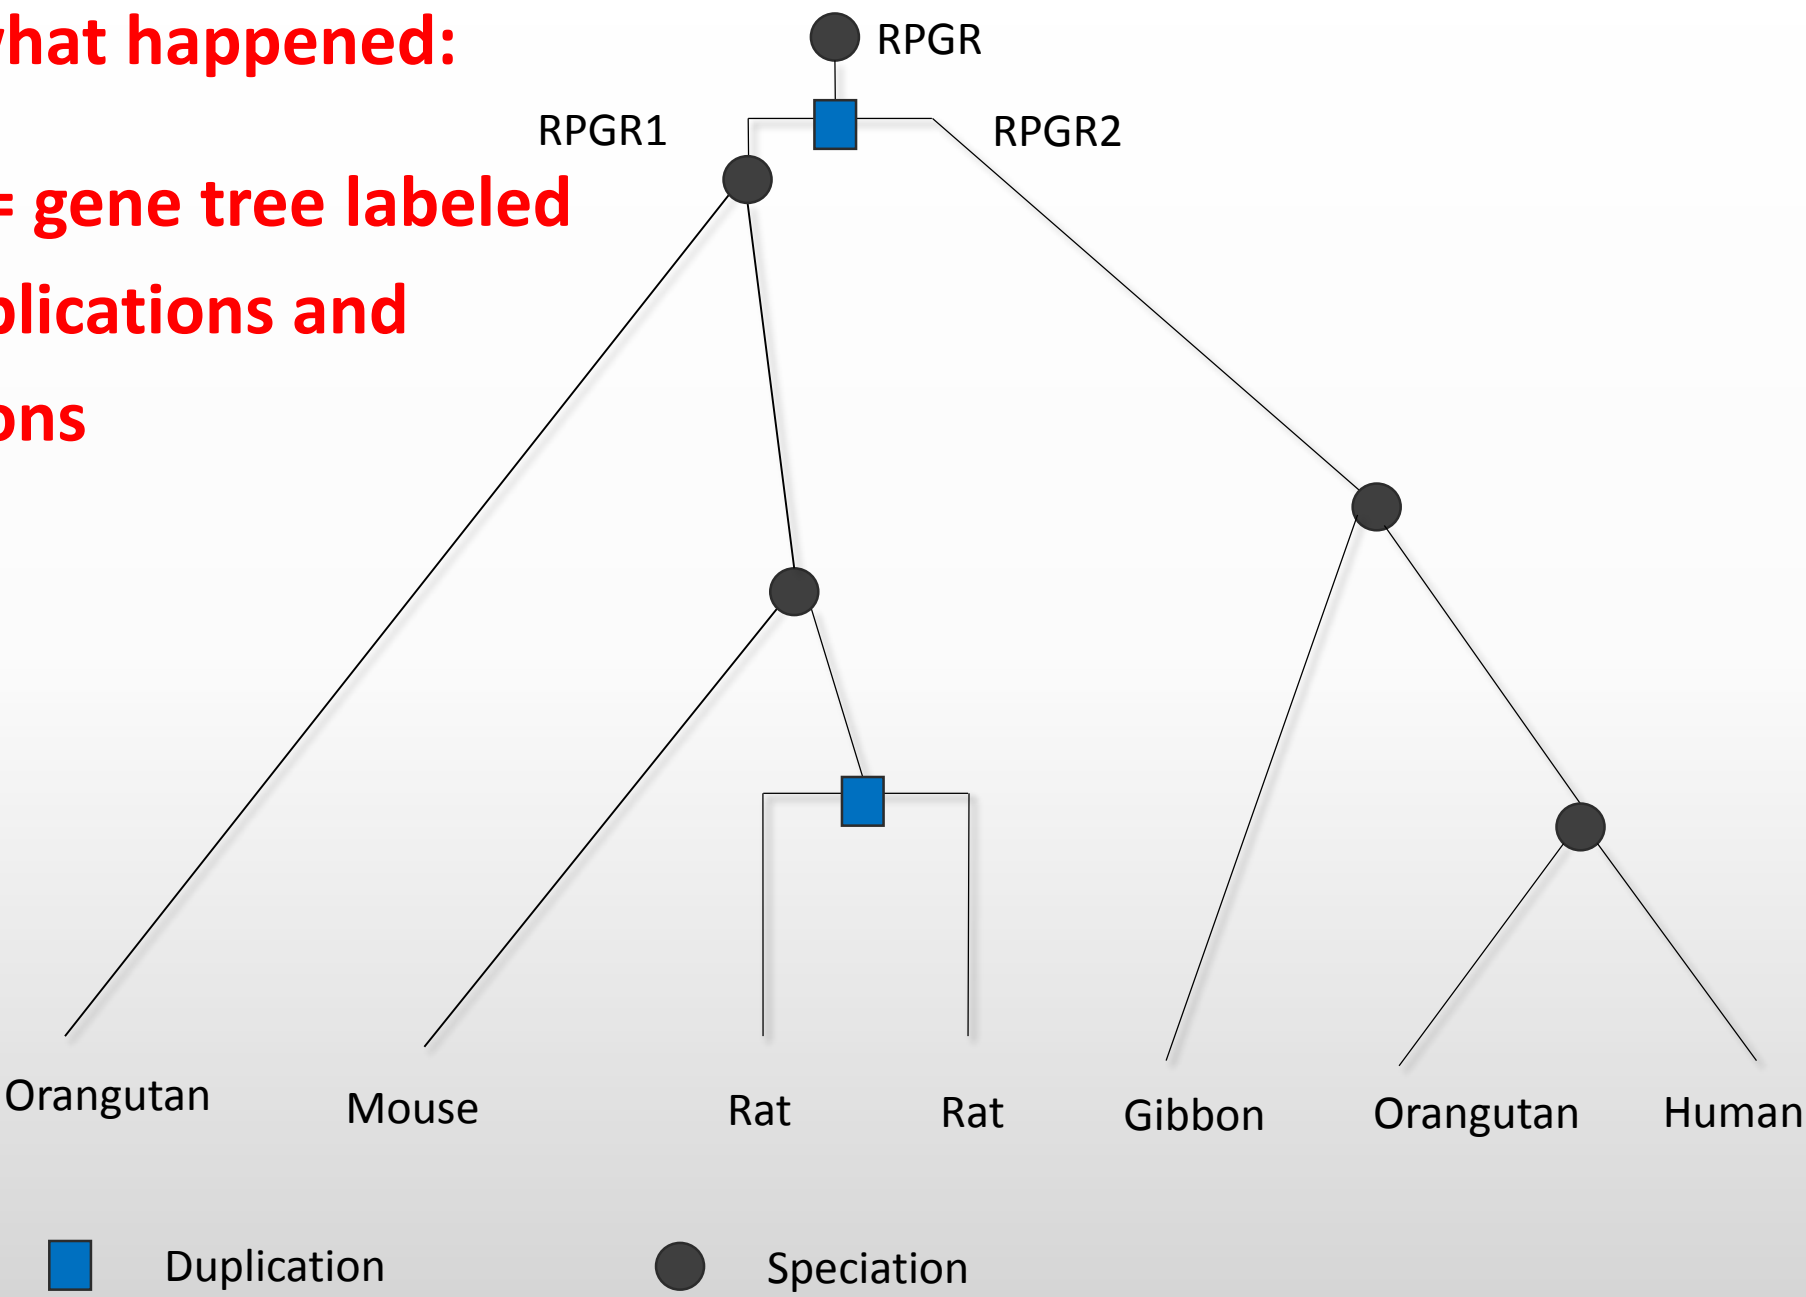 what happened:
= gene tree labeled
plications and
ons
RPGR
RPGR1
RPGR2
Orangutan
Mouse
Rat
Rat
Gibbon
Orangutan
Human
Duplication
Speciation